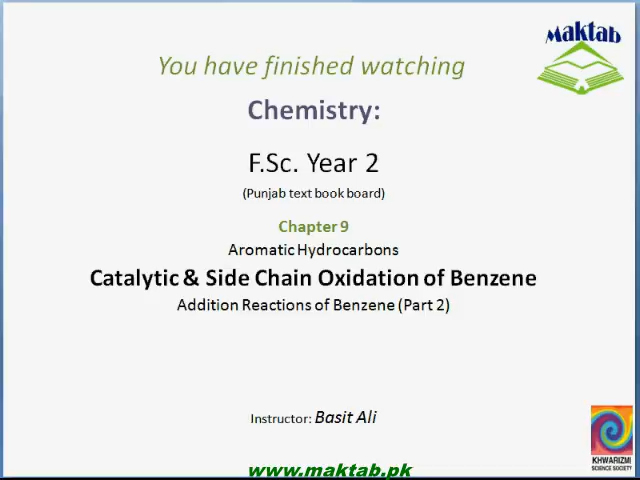 Maktab
You have finished watching
Chemistry:
F.Sc. Year 2
(Punjab text book board)
Chapter 9
Aromatic Hydrocarbons
Catalytic & Side Chain Oxidation of Benzene
Addition Reactions of Benzene (Part 2)
Instructor: Basit Ali
KHWARIZMI
SCIENCE SOCIETY
www.maktab.pk